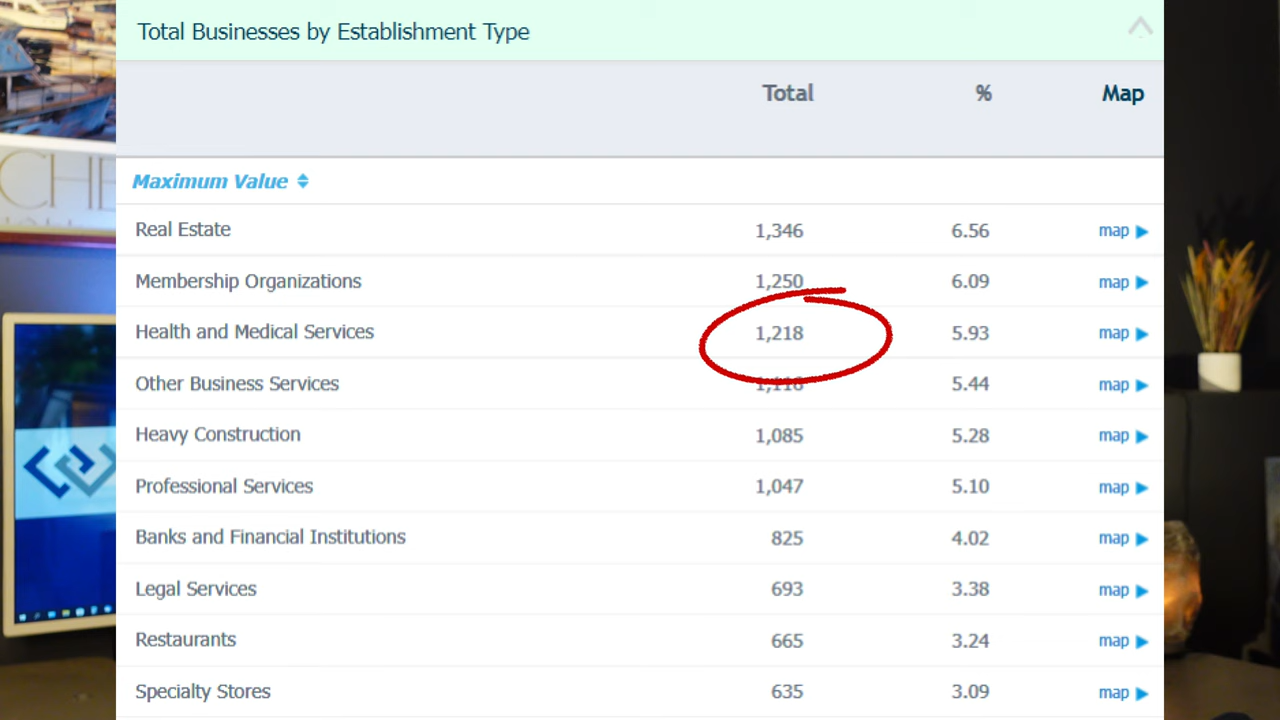 Total Businesses by Establishment Type
Total % Map
Maximum Value
Real Estate 1,346 6.56 map
Membership Organizations 1,250 6.09 map
Health and Medical Services 1,218 5.93 map
Other Business Services 1,116 5.44 map
Heavy Construction 1,085 5.28 map
Professional Services 1,047 5.10 map
Banks and Financial Institutions 825 4.02 map
Legal Services 693 3.38 map
Restaurants 665 3.24 map
Specialty Stores 635 3.09 map
CHE